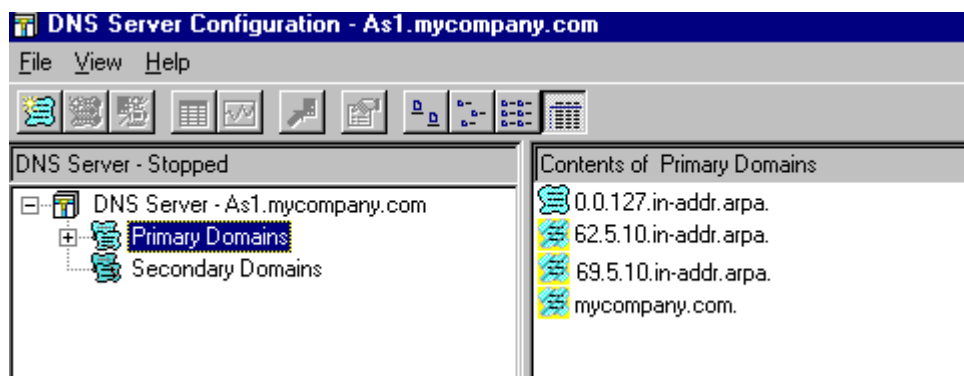 DNS Server Configuration - As1.mycompany.com
File View Help
DNS Server - Stopped
DNS Server - As1.mycompany.com
Primary Domains
Secondary Domains
Contents of Primary Domains
0.0.127.in-addr.arpa.
62.5.10.in-addr.arpa.
69.5.10.in-addr.arpa.
mycompany.com.